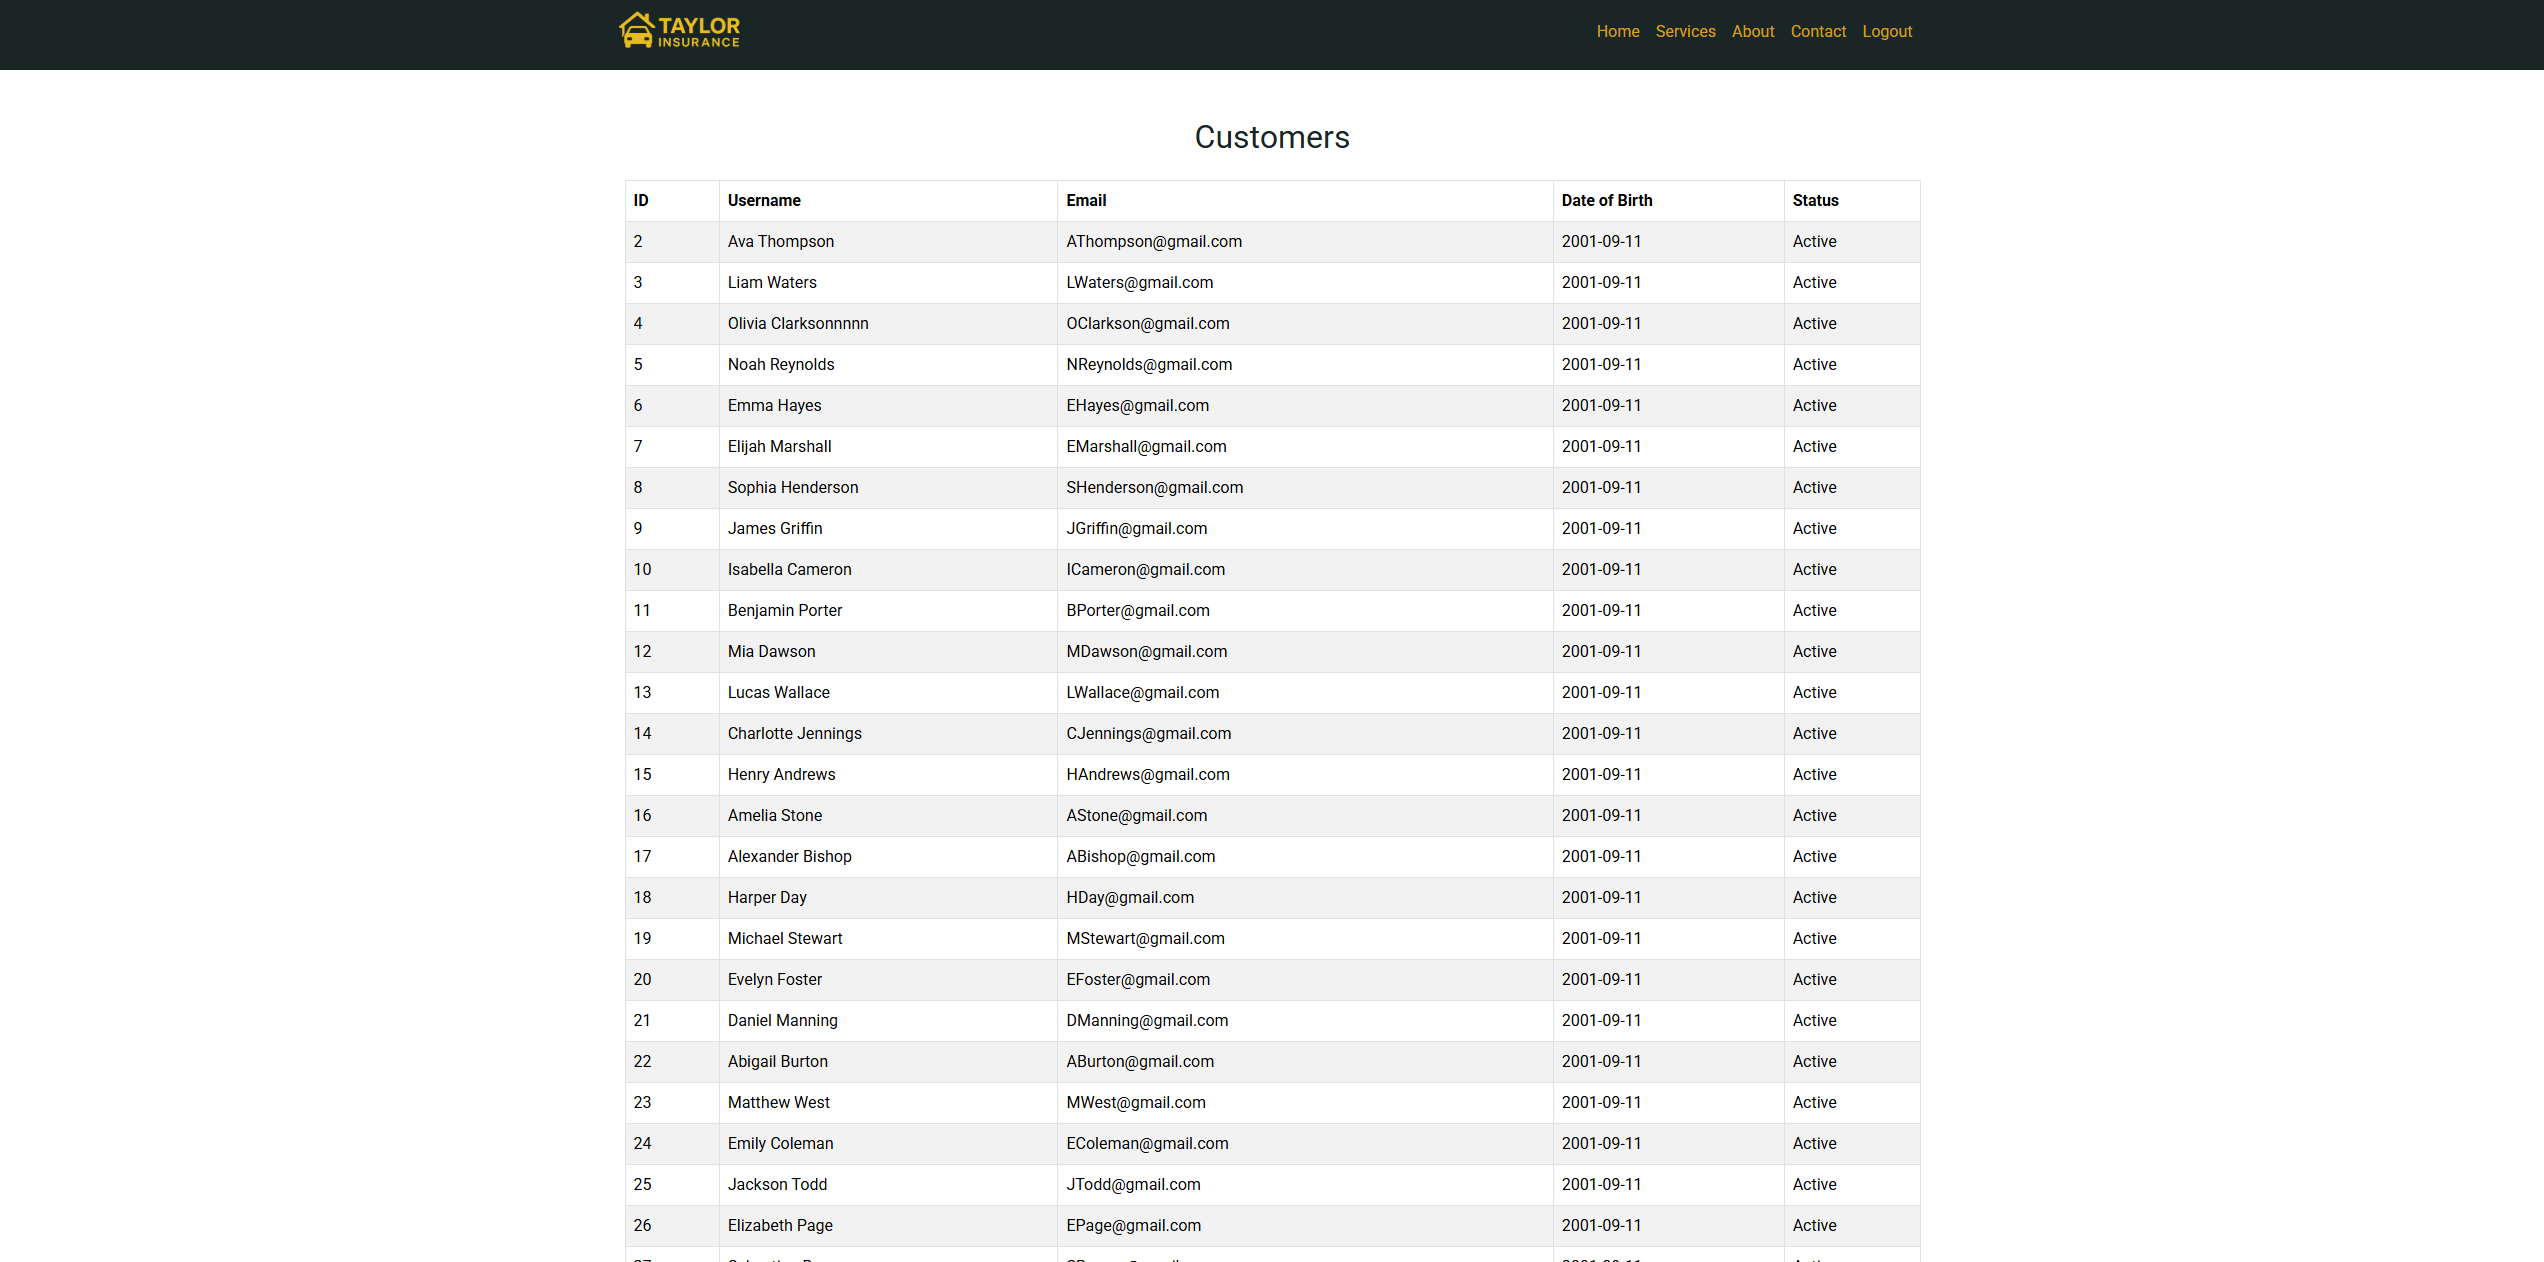 TAYLOR
INSURANCE
Home Services About Contact Logout
Customers
ID Username Email Date of Birth Status
2 Ava Thompson AThompson@gmail.com 2001-09-11 Active
3 Liam Waters LWaters@gmail.com 2001-09-11 Active
4 Olivia Clarksonnnnn OClarkson@gmail.com 2001-09-11 Active
5 Noah Reynolds NReynolds@gmail.com 2001-09-11 Active
6 Emma Hayes EHayes@gmail.com 2001-09-11 Active
7 Elijah Marshall EMarshall@gmail.com 2001-09-11 Active
8 Sophia Henderson SHenderson@gmail.com 2001-09-11 Active
9 James Griffin JGriffin@gmail.com 2001-09-11 Active
10 Isabella Cameron ICameron@gmail.com 2001-09-11 Active
11 Benjamin Porter BPorter@gmail.com 2001-09-11 Active
12 Mia Dawson MDawson@gmail.com 2001-09-11 Active
13 Lucas Wallace LWallace@gmail.com 2001-09-11 Active
14 Charlotte Jennings CJennings@gmail.com 2001-09-11 Active
15 Henry Andrews HAndrews@gmail.com 2001-09-11 Active
16 Amelia Stone AStone@gmail.com 2001-09-11 Active
17 Alexander Bishop ABishop@gmail.com 2001-09-11 Active
18 Harper Day HDay@gmail.com 2001-09-11 Active
19 Michael Stewart MStewart@gmail.com 2001-09-11 Active
20 Evelyn Foster EFoster@gmail.com 2001-09-11 Active
21 Daniel Manning DManning@gmail.com 2001-09-11 Active
22 Abigail Burton ABurton@gmail.com 2001-09-11 Active
23 Matthew West MWest@gmail.com 2001-09-11 Active
24 Emily Coleman EColeman@gmail.com 2001-09-11 Active
25 Jackson Todd JTodd@gmail.com 2001-09-11 Active
26 Elizabeth Page EPage@gmail.com 2001-09-11 Active